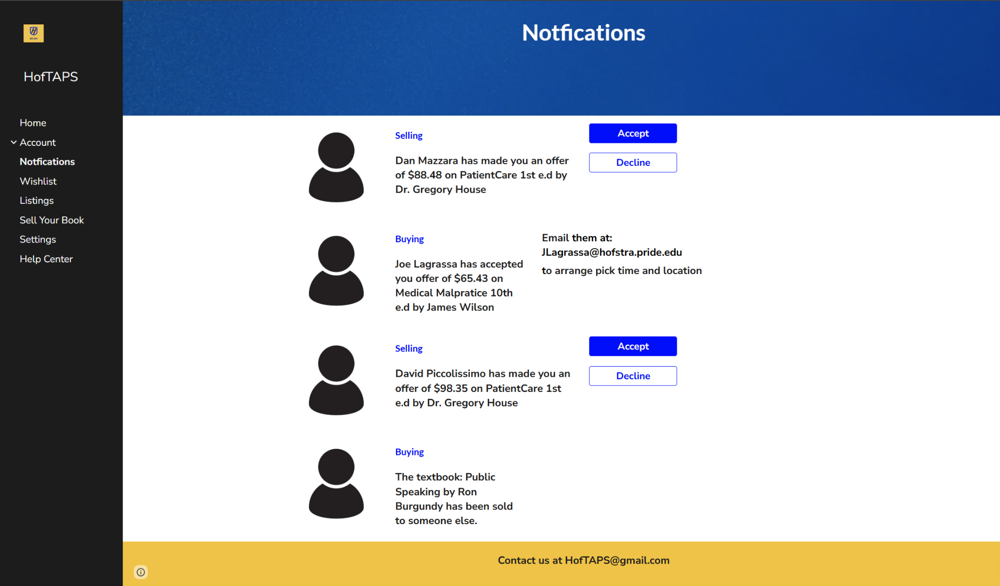 HofTAPS
Home
Account
Notfications
Wishlist
Listings
Sell Your Book
Settings
Help Center
Notfications
Selling
Dan Mazzara has made you an offer
of $88.48 on PatientCare 1st e.d by
Dr. Gregory House
Accept
Decline
Buying
Joe Lagrassa has accepted
you offer of $65.43 on
Medical Malpratice 10th
e.d by James Wilson
Email them at:
JLagrassa@hofstra.pride.edu
to arrange pick time and location
Selling
David Piccolissimo has made you an
offer of $98.35 on PatientCare 1st
e.d by Dr. Gregory House
Accept
Decline
Buying
The textbook: Public
Speaking by Ron
Burgundy has been sold
to someone else.
Contact us at HofTAPS@gmail.com